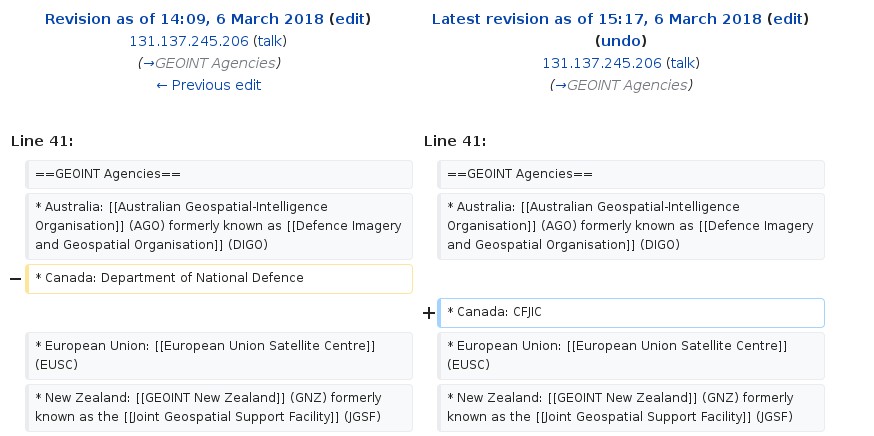 Revision as of 14:09, 6 March 2018 (edit)
131.137.245.206 (talk)
(→GEOINT Agencies)
← Previous edit
Latest revision as of 15:17, 6 March 2018 (edit)
(undo)
131.137.245.206 (talk)
(→GEOINT Agencies)
Line 41:
Line 41:
==GEOINT Agencies==
==GEOINT Agencies==
* Australia: [[Australian Geospatial-Intelligence
Organisation]] (AGO) formerly known as [[Defence Imagery
and Geospatial Organisation]] (DIGO)
* Australia: [[Australian Geospatial-Intelligence
Organisation]] (AGO) formerly known as [[Defence Imagery
and Geospatial Organisation]] (DIGO)
− * Canada: Department of National Defence
+ * Canada: CFJIC
* European Union: [[European Union Satellite Centre]]
(EUSC)
* European Union: [[European Union Satellite Centre]]
(EUSC)
* New Zealand: [[GEOINT New Zealand]] (GNZ) formerly
known as the [[Joint Geospatial Support Facility]] (JGSF)
* New Zealand: [[GEOINT New Zealand]] (GNZ) formerly
known as the [[Joint Geospatial Support Facility]] (JGSF)